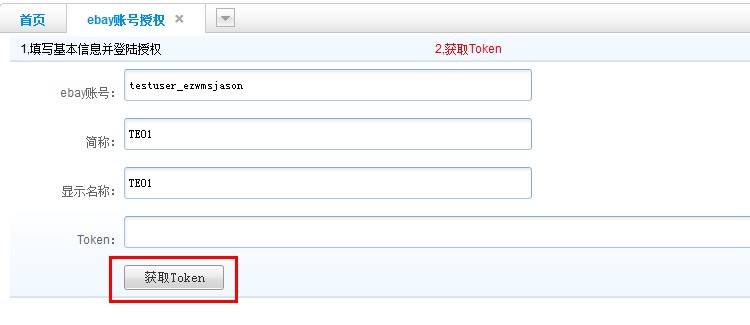 首页 ebay账号授权
1,填写基本信息并登陆授权 2,获取Token
ebay账号： testuser_ezwmsjason
简称： TE01
显示名称： TE01
Token：
获取Token